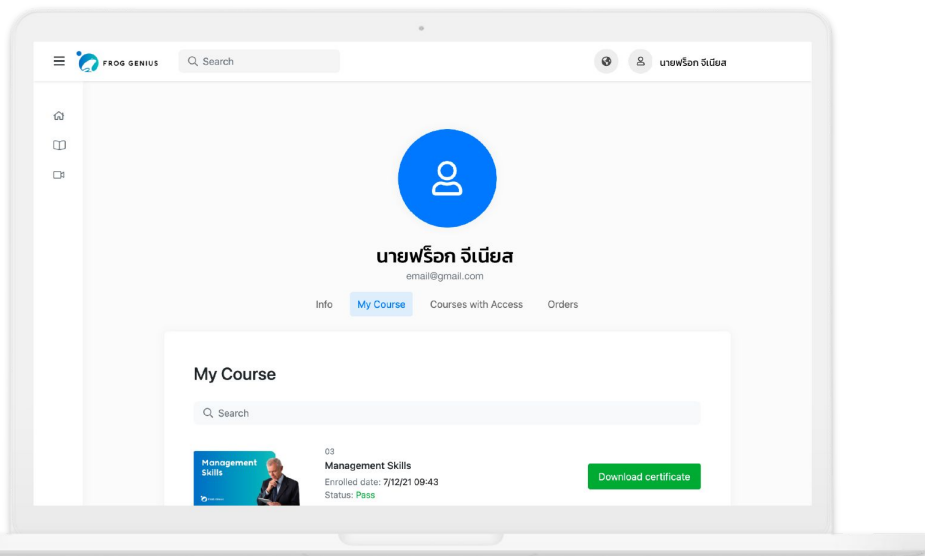 FROG GENIUS
Search
นายฟร็อก จีเนียส
นายฟร็อก จีเนียส
email@gmail.com
Info My Course Courses with Access Orders
My Course
Search
Management
Skills
03
Management Skills
Enrolled date: 7/12/21 09:43
Status: Pass
Download certificate